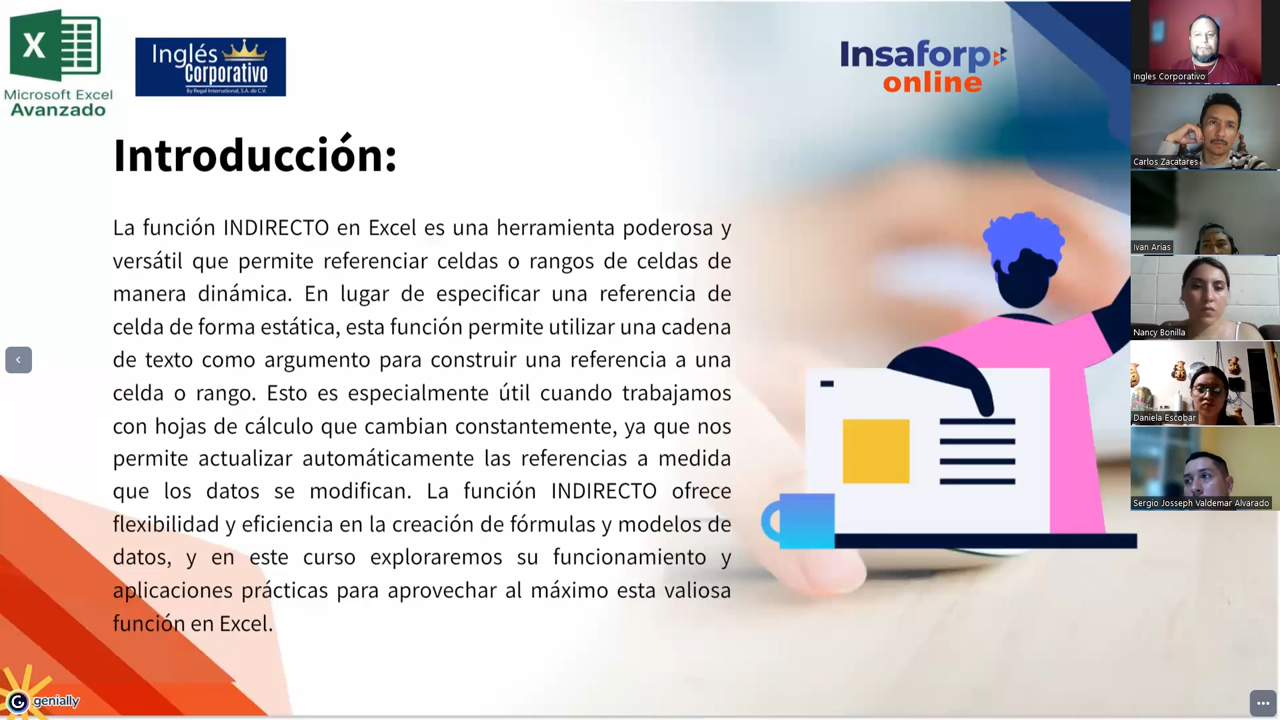 Microsoft Excel
Avanzado
Inglés
Corporativo
By Regal International, S.A. de C.V.
Insaforp
online
Introducción:
La función INDIRECTO en Excel es una herramienta poderosa y
versátil que permite referenciar celdas o rangos de celdas de
manera dinámica. En lugar de especificar una referencia de
celda de forma estática, esta función permite utilizar una cadena
de texto como argumento para construir una referencia a una
celda o rango. Esto es especialmente útil cuando trabajamos
con hojas de cálculo que cambian constantemente, ya que nos
permite actualizar automáticamente las referencias a medida
que los datos se modifican. La función INDIRECTO ofrece
flexibilidad y eficiencia en la creación de fórmulas y modelos de
datos, y en este curso exploraremos su funcionamiento y
aplicaciones prácticas para aprovechar al máximo esta valiosa
función en Excel.
genially
Ingles Corporativo
Carlos Zacatares
Ivan Arias
Nancy Bonilla
Daniela Escobar
Sergio Josseph Valdemar Alvarado